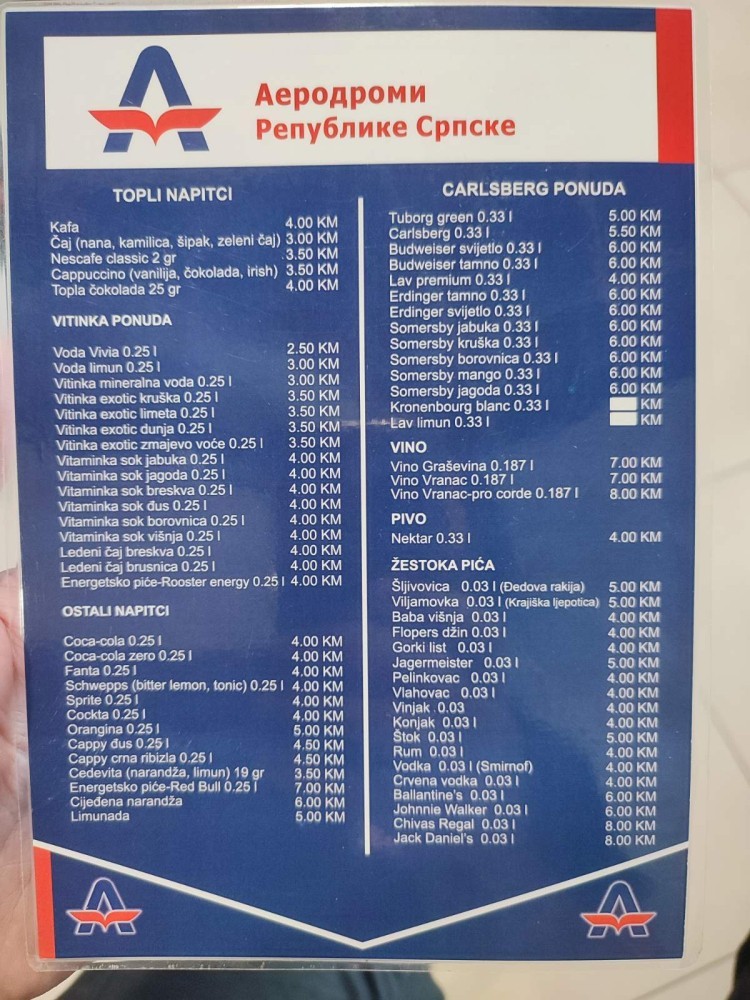 Аеродроми
Републике Српске
TOPLI NAPITCI
Kafa 4.00 KM
Čaj (nana, kamilica, šipak, zeleni čaj) 3.00 KM
Nescafe classic 2 gr 3.50 KM
Cappuccino (vanilija, čokolada, irish) 3.50 KM
Topla čokolada 25 gr 4.00 KM
VITINKA PONUDA
Voda Vivia 0.25 l 2.50 KM
Voda limun 0.25 l 3.00 KM
Vitinka mineralna voda 0.25 l 3.00 KM
Vitinka exotic kruška 0.25 l 3.50 KM
Vitinka exotic limeta 0.25 l 3.50 KM
Vitinka exotic dunja 0.25 l 3.50 KM
Vitinka exotic zmajevo voće 0.25 l 3.50 KM
Vitaminka sok jabuka 0.25 l 4.00 KM
Vitaminka sok jagoda 0.25 l 4.00 KM
Vitaminka sok breskva 0.25 l 4.00 KM
Vitaminka sok đus 0.25 l 4.00 KM
Vitaminka sok borovnica 0.25 l 4.00 KM
Vitaminka sok višnja 0.25 l 4.00 KM
Ledeni čaj breskva 0.25 l 4.00 KM
Ledeni čaj brusnica 0.25 l 4.00 KM
Energetsko piće-Rooster energy 0.25 l 4.00 KM
OSTALI NAPITCI
Coca-cola 0.25 l 4.00 KM
Coca-cola zero 0.25 l 4.00 KM
Fanta 0.25 l 4.00 KM
Schwepps (bitter lemon, tonic) 0.25 l 4.00 KM
Sprite 0.25 l 4.00 KM
Cockta 0.25 l 4.00 KM
Orangina 0.25 l 5.00 KM
Cappy đus 0.25 l 4.50 KM
Cappy crna ribizla 0.25 l 4.50 KM
Cedevita (narandža, limun) 19 gr 3.50 KM
Energetsko piće-Red Bull 0.25 l 7.00 KM
Cijeđena narandža 6.00 KM
Limunada 5.00 KM
CARLSBERG PONUDA
Tuborg green 0.33 l 5.00 KM
Carlsberg 0.33 l 5.50 KM
Budweiser svijetlo 0.33 l 6.00 KM
Budweiser tamno 0.33 l 6.00 KM
Lav premium 0.33 l 4.00 KM
Erdinger tamno 0.33 l 6.00 KM
Erdinger svijetlo 0.33 l 6.00 KM
Somersby jabuka 0.33 l 6.00 KM
Somersby kruška 0.33 l 6.00 KM
Somersby borovnica 0.33 l 6.00 KM
Somersby mango 0.33 l 6.00 KM
Somersby jagoda 0.33 l 6.00 KM
Kronenbourg blanc 0.33 l KM
Lav limun 0.33 l KM
VINO
Vino Graševina 0.187 l 7.00 KM
Vino Vranac 0.187 l 7.00 KM
Vino Vranac-pro corde 0.187 l 8.00 KM
PIVO
Nektar 0.33 l 4.00 KM
ŽESTOKA PIĆA
Šljivovica 0.03 l (Đedova rakija) 5.00 KM
Viljamovka 0.03 l (Krajiška ljepotica) 5.00 KM
Baba višnja 0.03 l 4.00 KM
Flopers džin 0.03 l 4.00 KM
Gorki list 0.03 l 4.00 KM
Jagermeister 0.03 l 5.00 KM
Pelinkovac 0.03 l 4.00 KM
Vlahovac 0.03 l 4.00 KM
Vinjak .0.03 4.00 KM
Konjak 0.03 l 4.00 KM
Štok 0.03 l 5.00 KM
Rum 0.03 l 4.00 KM
Vodka 0.03 l (Smirnof) 4.00 KM
Crvena vodka 0.03 l 4.00 KM
Ballantine's 0.03 l 6.00 KM
Johnnie Walker 0.03 l 6.00 KM
Chivas Regal 0.03 l 8.00 KM
Jack Daniel's 0.03 l 8.00 KM